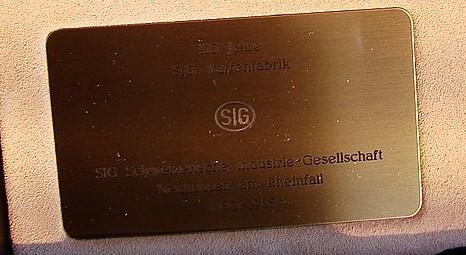 Jahre
SIG Waffenfabrik
SIG
SIG Schweizerische Industrie-Gesellschaft
Neuhausen am Rheinfall